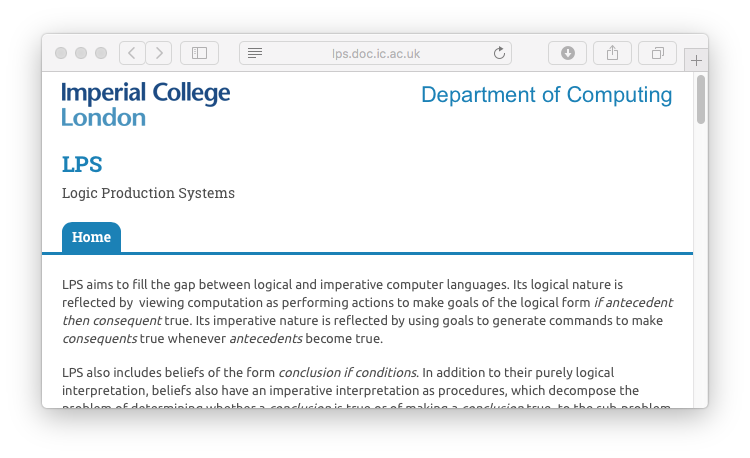 lps.doc.ic.ac.uk
Imperial College
London
Department of Computing
LPS
Logic Production Systems
Home
LPS aims to fill the gap between logical and imperative computer languages. Its logical nature is
reflected by  viewing computation as performing actions to make goals of the logical form if antecedent
then consequent true. Its imperative nature is reflected by using goals to generate commands to make
consequents true whenever antecedents become true.
LPS also includes beliefs of the form conclusion if conditions. In addition to their purely logical
interpretation, beliefs also have an imperative interpretation as procedures, which decompose the
problem of determining whether a conclusion is true or of making a conclusion true, to the sub-problem